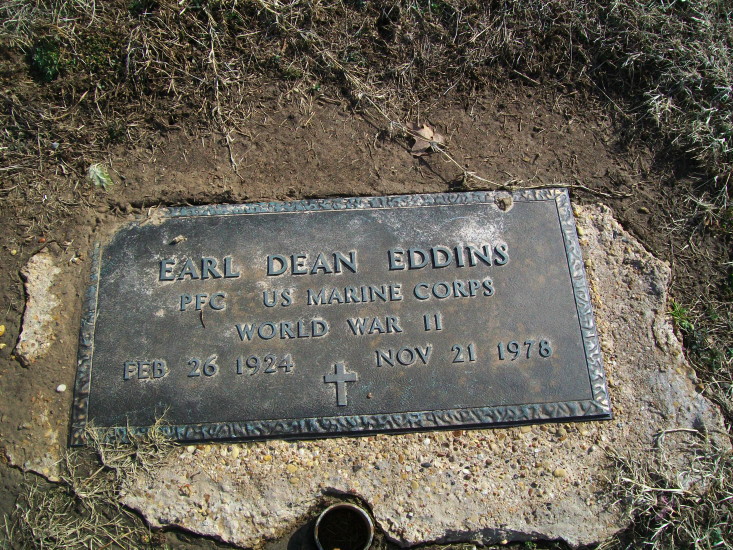 EARL DEAN EDDINS
PFC US MARINE CORPS
WORLD WAR II
FEB 26 1924 NOV 21 1978